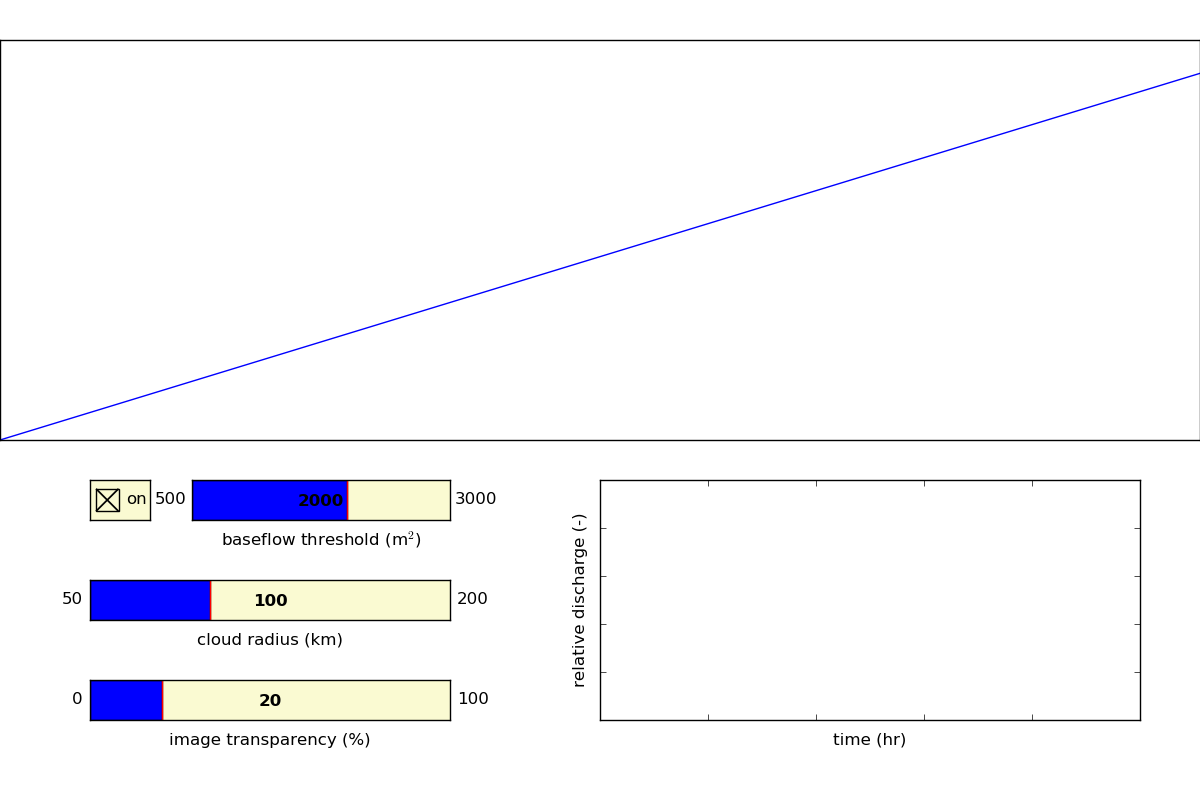 on 500 2000 3000
baseflow threshold (m²)
50 100 200
cloud radius (km)
0 20 100
image transparency (%)
relative discharge (-)
time (hr)